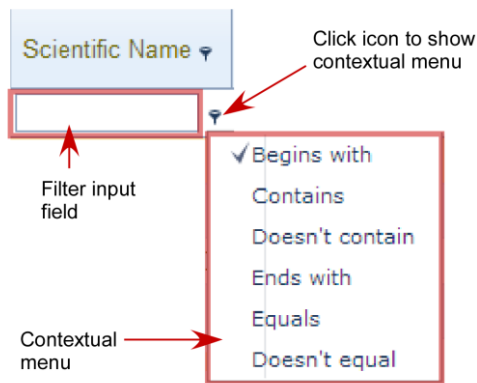 Scientific Name
Click icon to show
contextual menu
Begins with
Filter input
field
Contains
Doesn't contain
Ends with
Equals
Contextual
menu
Doesn't equal